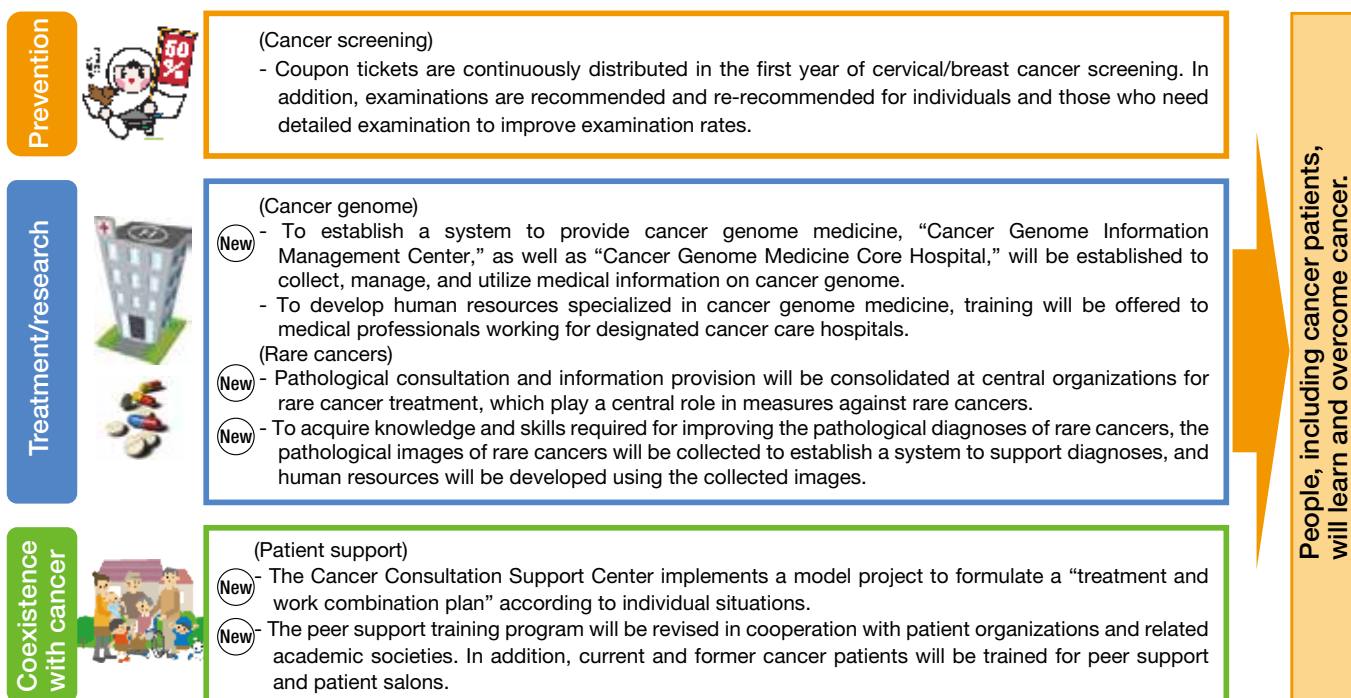 Prevention
50
%
(Cancer screening)
- Coupon tickets are continuously distributed in the first year of cervical/breast cancer screening. In
addition, examinations are recommended and re-recommended for individuals and those who need
detailed examination to improve examination rates.
Treatment/research
H
(Cancer genome)
New - To establish a system to provide cancer genome medicine, “Cancer Genome Information
Management Center,” as well as “Cancer Genome Medicine Core Hospital,” will be established to
collect, manage, and utilize medical information on cancer genome.
- To develop human resources specialized in cancer genome medicine, training will be offered to
medical professionals working for designated cancer care hospitals.
(Rare cancers)
New - Pathological consultation and information provision will be consolidated at central organizations for
rare cancer treatment, which play a central role in measures against rare cancers.
New - To acquire knowledge and skills required for improving the pathological diagnoses of rare cancers, the
pathological images of rare cancers will be collected to establish a system to support diagnoses, and
human resources will be developed using the collected images.
Coexistence
with cancer
(Patient support)
New - The Cancer Consultation Support Center implements a model project to formulate a “treatment and
work combination plan” according to individual situations.
New - The peer support training program will be revised in cooperation with patient organizations and related
academic societies. In addition, current and former cancer patients will be trained for peer support
and patient salons.
People, including cancer patients,
will learn and overcome cancer.